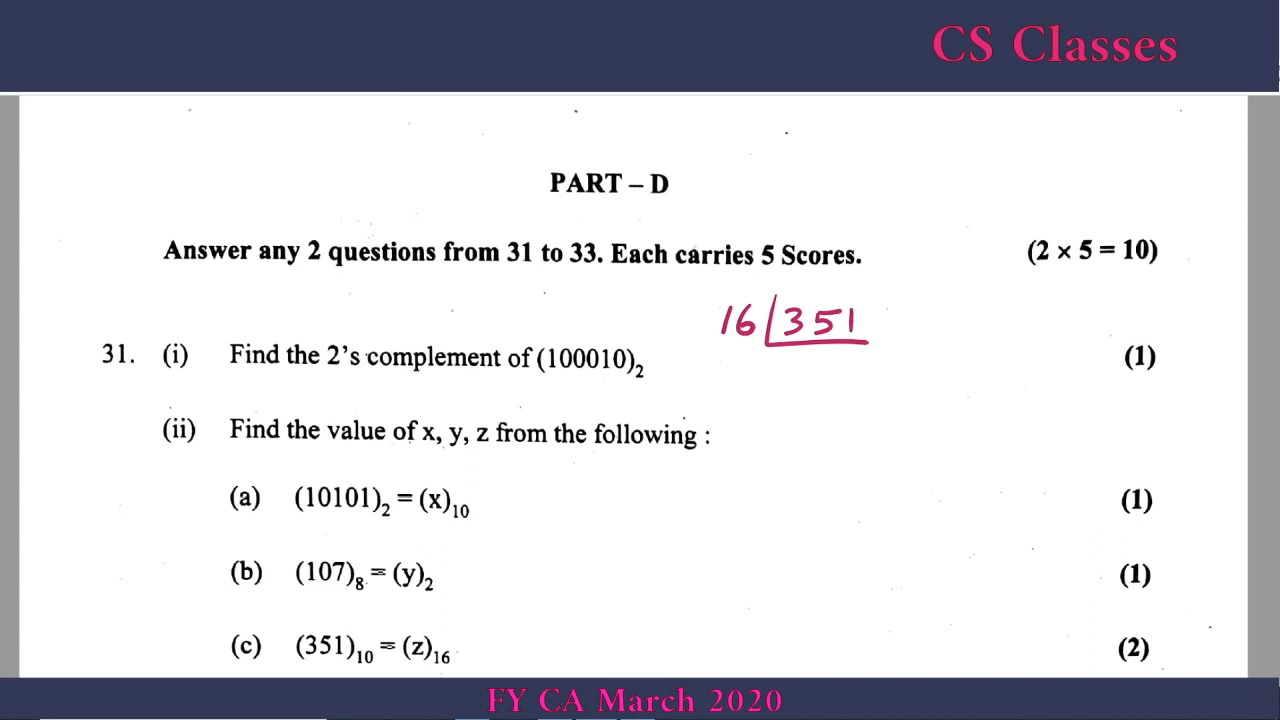 CS Classes
PART – D
Answer any 2 questions from 31 to 33. Each carries 5 Scores. (2 × 5 = 10)
16 351
31. (i) Find the 2's complement of (100010)₂ (1)
(ii) Find the value of x, y, z from the following :
(a) (10101)₂ = (x)₁₀ (1)
(b) (107)₈ = (y)₂ (1)
(c) (351)₁₀ = (z)₁₆ (2)
FY CA March 2020